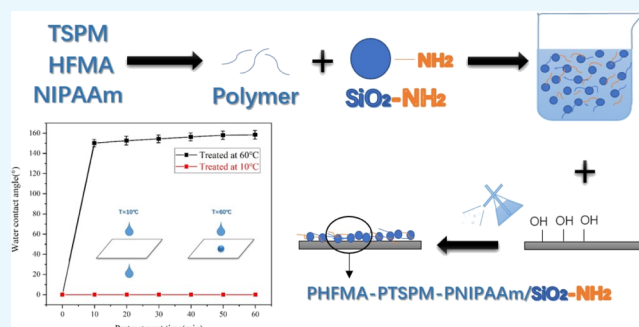 TSPM
HFMA
NIPAAm
Polymer
+
NH2
SiO2-NH2
+
Water contact angle(°)
160
140
120
100
80
60
40
20
0
Treated at 60℃
Treated at 10℃
T=10℃
T=60℃
0 10 20 30 40 50 60
OH OH OH
PHFMA-PTSPM-PNIPAAm/SiO2-NH2